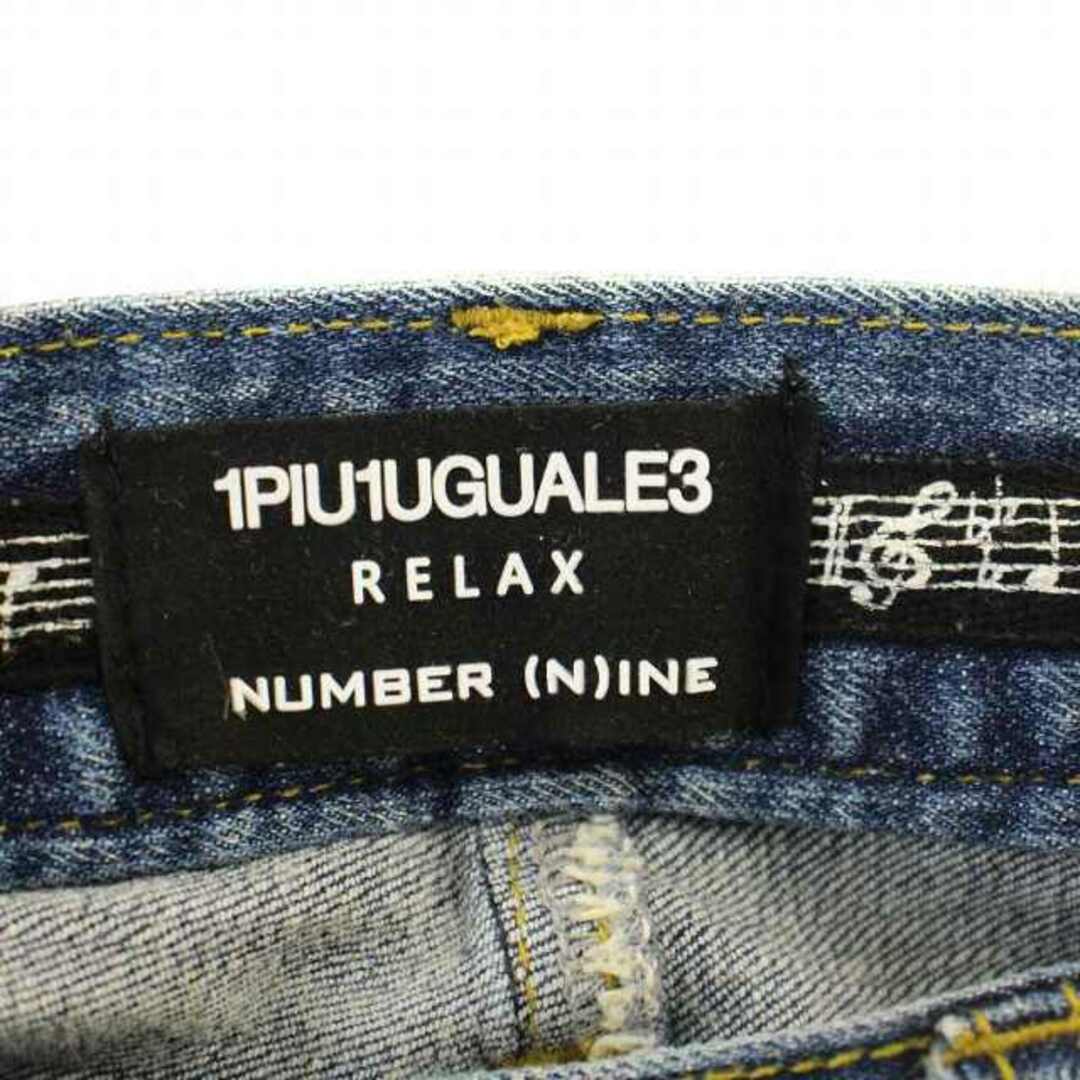 1PIU1UGUALE3
RELAX
NUMBER (N)INE